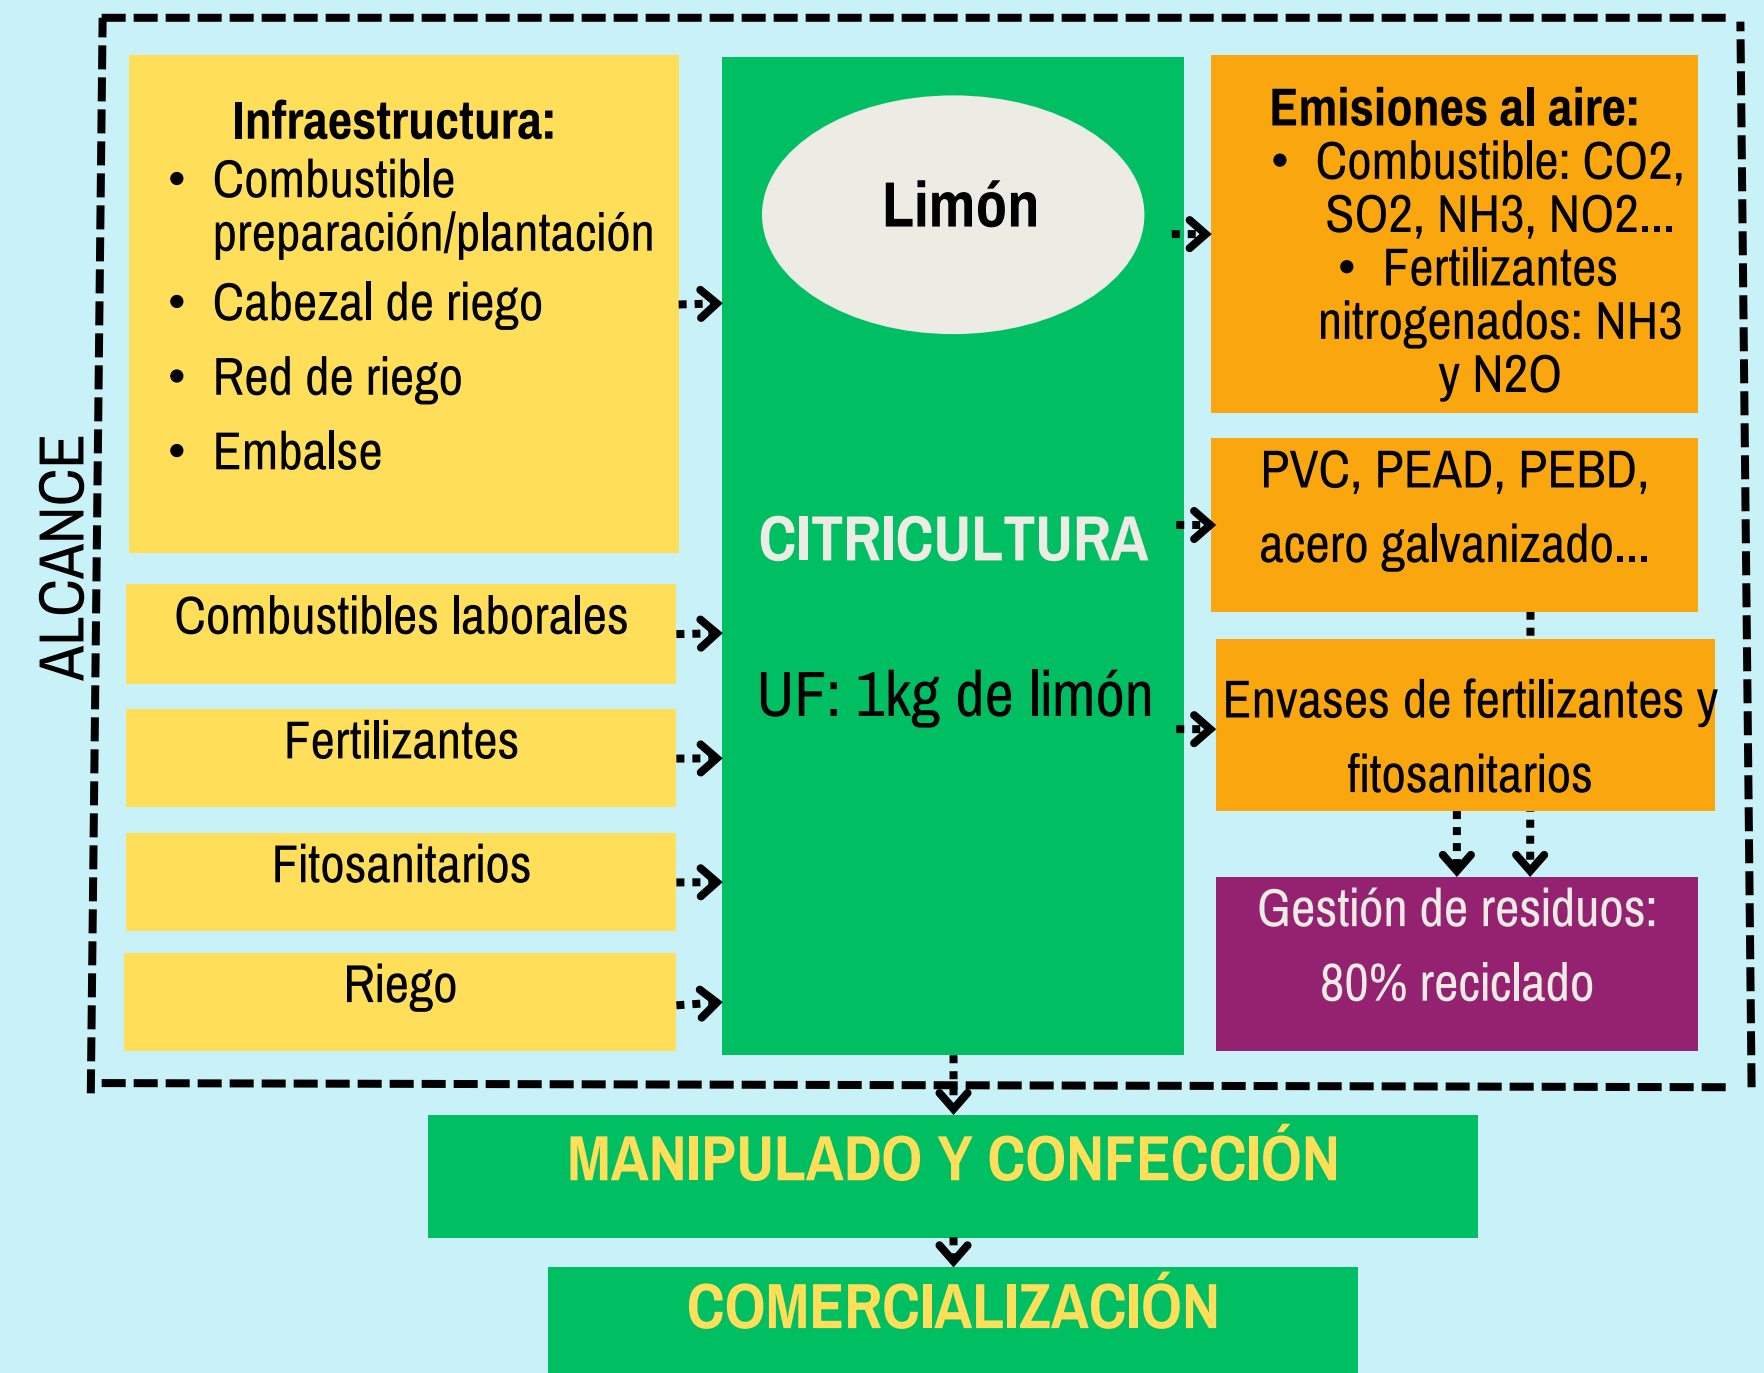 ALCANCE
Infraestructura:
• Combustible
preparación/plantación
• Cabezal de riego
• Red de riego
• Embalse
Combustibles laborales
Fertilizantes
Fitosanitarios
Riego
Limón
CITRICULTURA
UF: 1kg de limón
Emisiones al aire:
• Combustible: CO2,
SO2, NH3, NO2...
• Fertilizantes
nitrogenados: NH3
y N2O
PVC, PEAD, PEBD,
acero galvanizado...
Envases de fertilizantes y
fitosanitarios
Gestión de residuos:
80% reciclado
MANIPULADO Y CONFECCIÓN
COMERCIALIZACIÓN